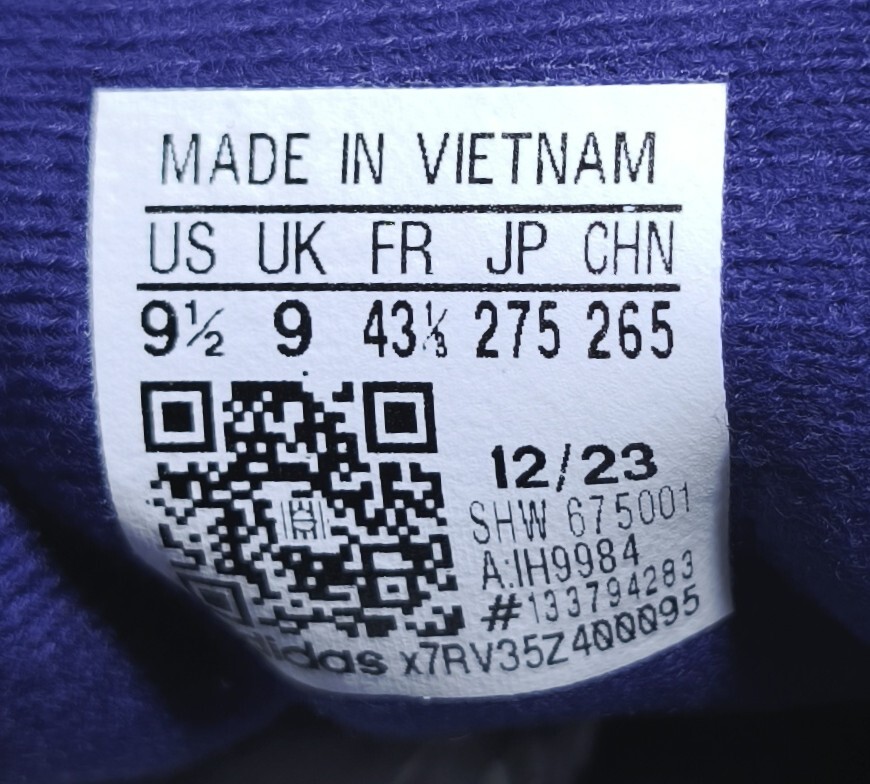 MADE IN VIETNAM
US UK FR JP CHN
9½ 9 43⅓ 275 265
12/23
SHW 675001
A:IH9984
#133794283
adidas x7RV35Z400095